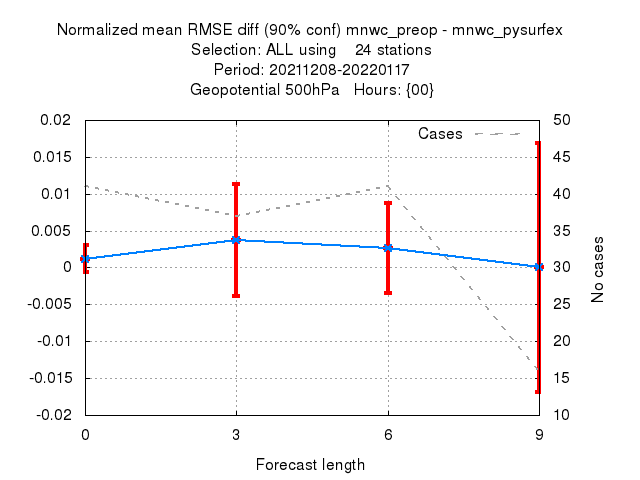 Normalized mean RMSE diff (90% conf) mnwc_preop - mnwc_pysurfex
Selection: ALL using    24 stations
Period: 20211208-20220117
Geopotential 500hPa   Hours: {00}
Cases
0.02
0.015
0.01
0.005
0
-0.005
-0.01
-0.015
-0.02
50
45
40
35
30
25
20
15
10
No cases
0 3 6 9
Forecast length